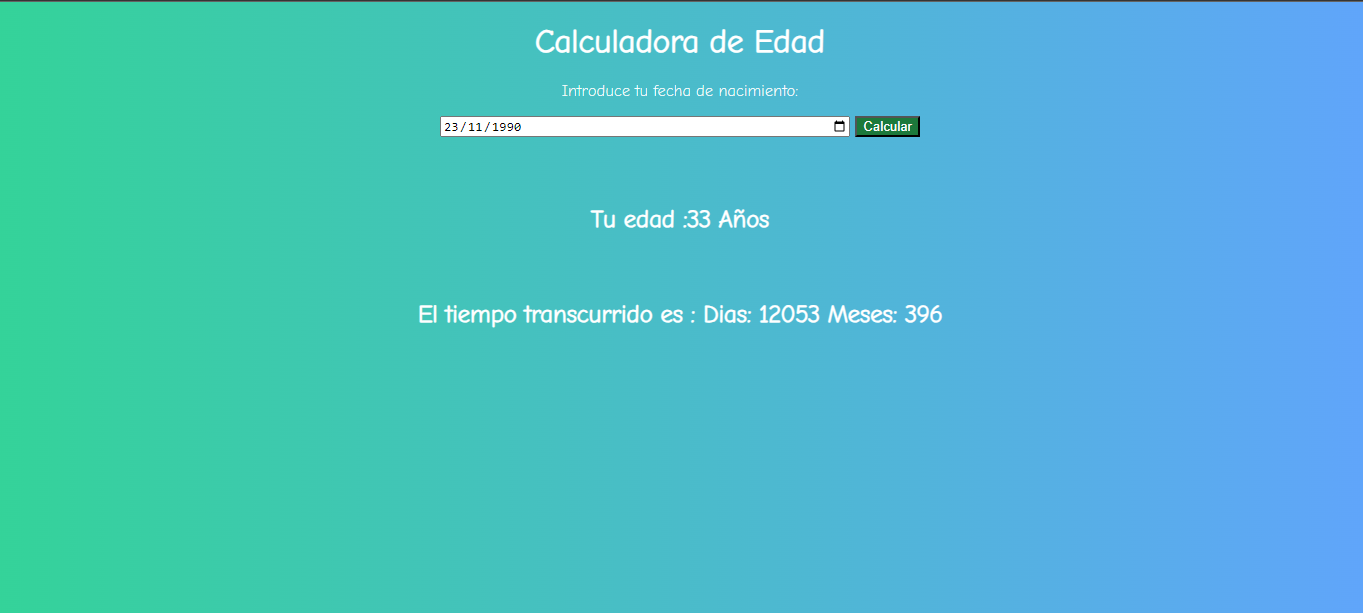 Calculadora de Edad
Introduce tu fecha de nacimiento:
23/11/1990 Calcular
Tu edad :33 Años
El tiempo transcurrido es : Dias: 12053 Meses: 396